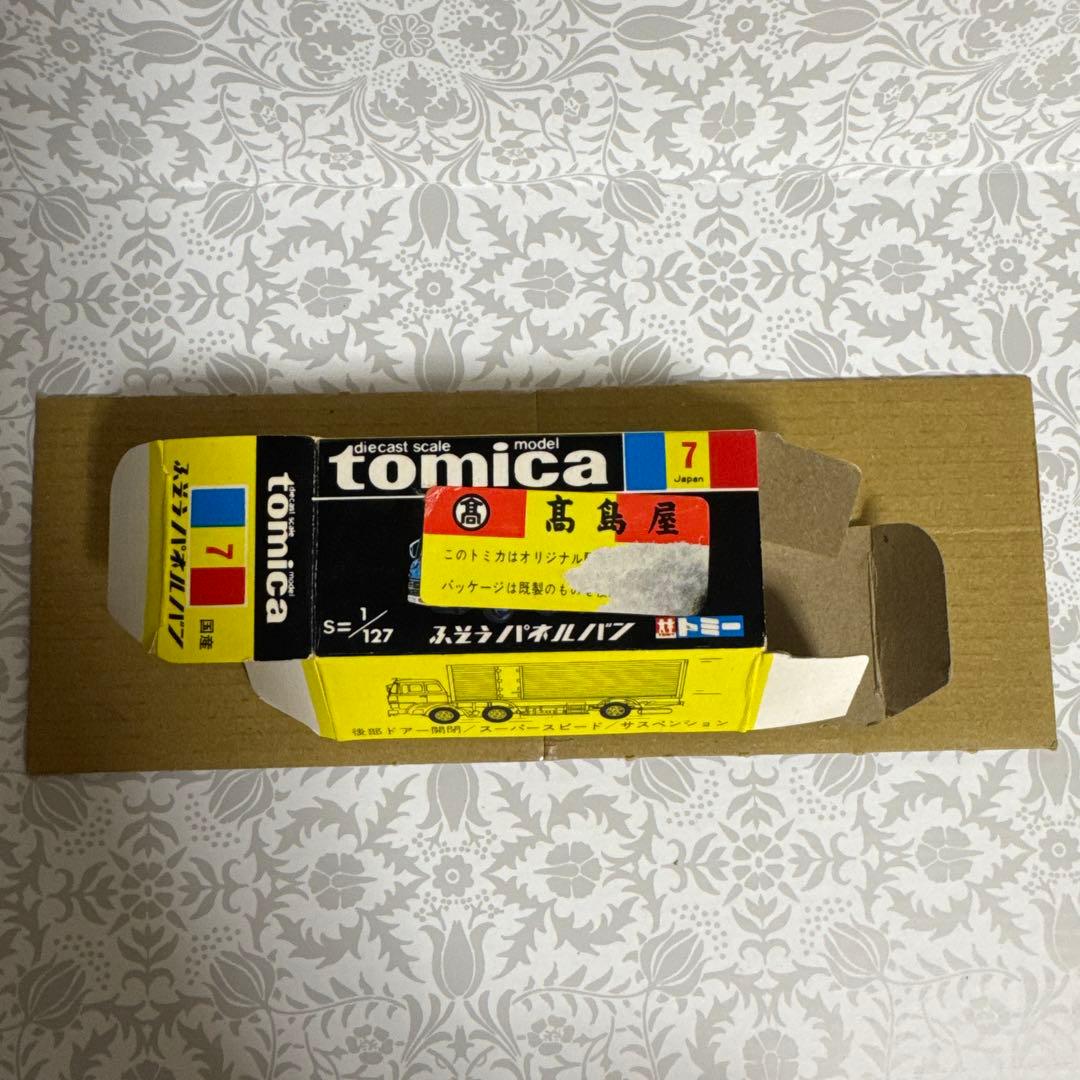 diecast scale model
tomica
7
Japan
髙 髙島屋
このトミカはオリジナル
パッケージは既製のものを
S=1/127
ふそうパネルバン
トミー
後部ドアー開閉/スーパースピード/サスペンション
diecast scale model
tomica
7
ふそうパネルバン
国産